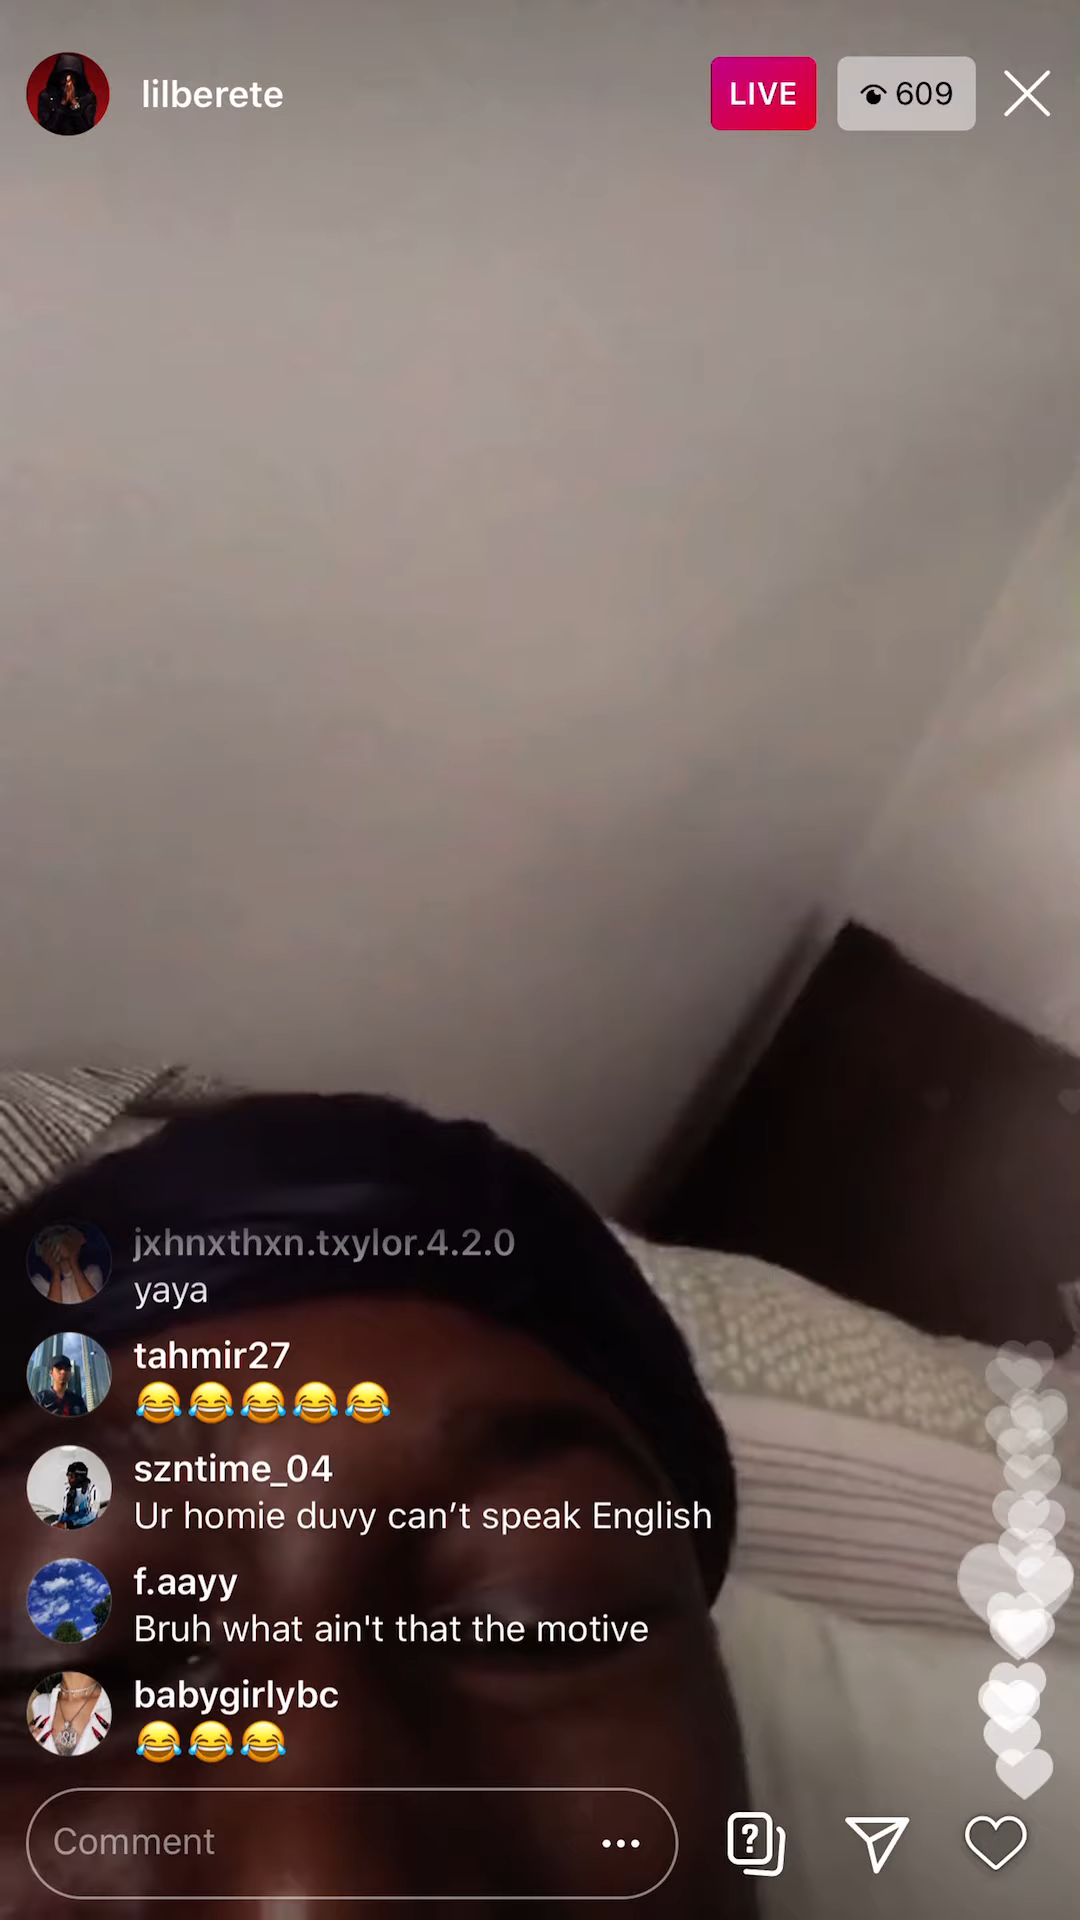 lilberete
LIVE
609
jxhnxthxn.txylor.4.2.0
yaya
tahmir27
😂😂😂😂😂
szntime_04
Ur homie duvy can’t speak English
f.aayy
Bruh what ain't that the motive
babygirlybc
😂😂😂
Comment